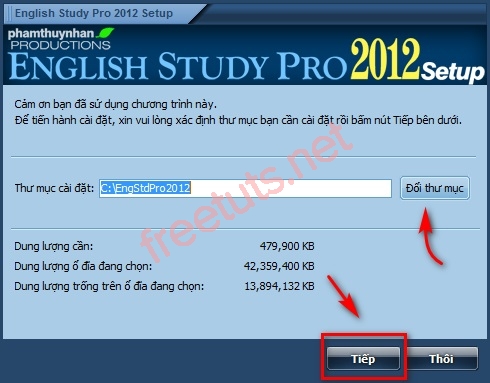 English Study Pro 2012 Setup
phamthuynhan
PRODUCTIONS
ENGLISH STUDY PRO 2012 Setup
Cảm ơn bạn đã sử dụng chương trình này.
Để tiến hành cài đặt, xin vui lòng xác định thư mục bạn cần cài đặt rồi bấm nút Tiếp bên dưới.
Thư mục cài đặt: C:\EngStdPro2012 Đổi thư mục
Dung lượng cần: 479,900 KB
Dung lượng ổ đĩa đang chọn: 42,359,400 KB
Dung lượng trống trên ổ đĩa đang chọn: 13,894,132 KB
freetuts.net
Tiếp Thôi